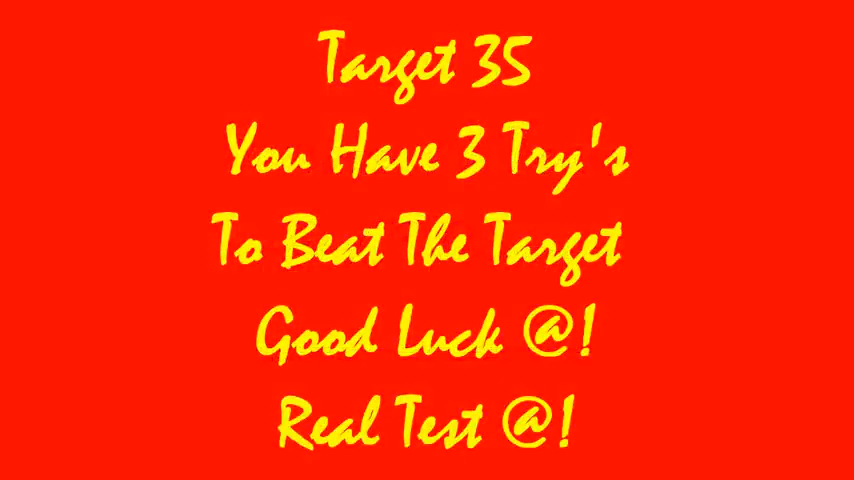 Target 35
You Have 3 Try's
To Beat The Target
Good Luck @!
Real Test @!